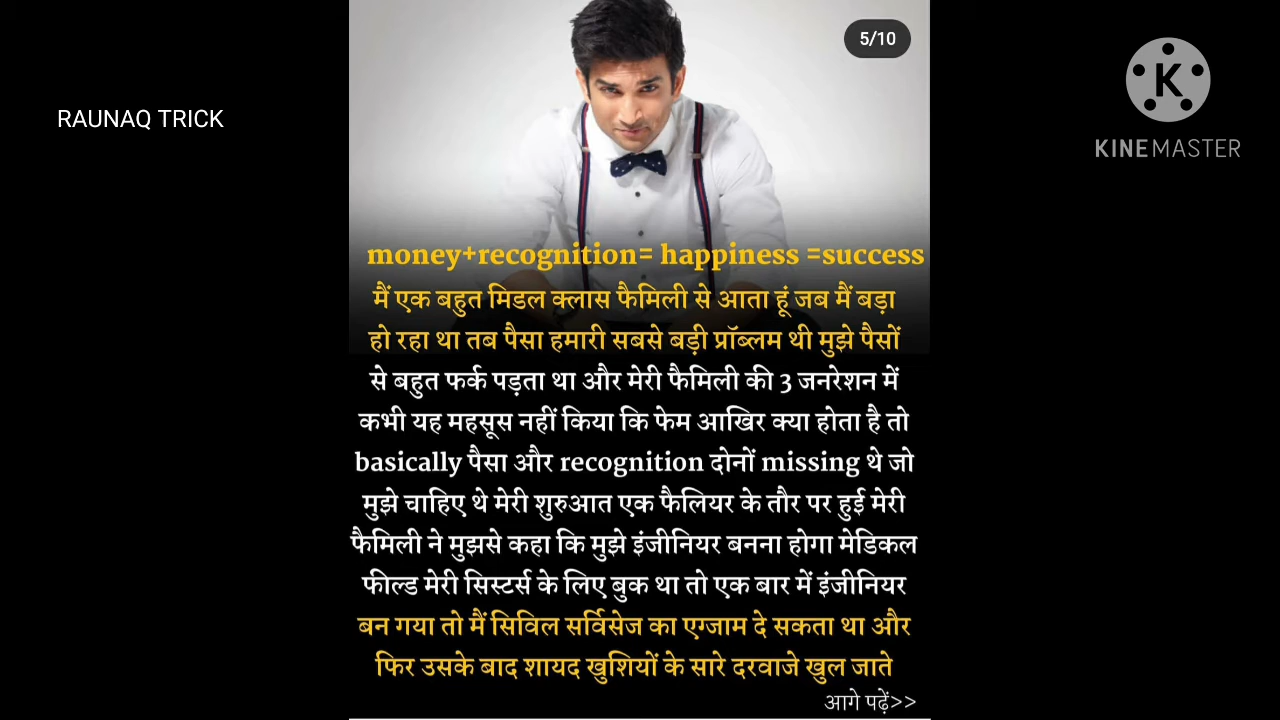 5/10
RAUNAQ TRICK
K
KINEMASTER
money+recognition= happiness =success
मैं एक बहुत मिडल क्लास फैमिली से आता हूं जब मैं बड़ा
हो रहा था तब पैसा हमारी सबसे बड़ी प्रॉब्लम थी मुझे पैसों
से बहुत फर्क पड़ता था और मेरी फैमिली की 3 जनरेशन में
कभी यह महसूस नहीं किया कि फेम आखिर क्या होता है तो
basically पैसा और recognition दोनों missing थे जो
मुझे चाहिए थे मेरी शुरुआत एक फैलियर के तौर पर हुई मेरी
फैमिली ने मुझसे कहा कि मुझे इंजीनियर बनना होगा मेडिकल
फील्ड मेरी सिस्टर्स के लिए बुक था तो एक बार में इंजीनियर
बन गया तो मैं सिविल सर्विसेज का एग्जाम दे सकता था और
फिर उसके बाद शायद खुशियों के सारे दरवाजे खुल जाते
आगे पढ़ें>>